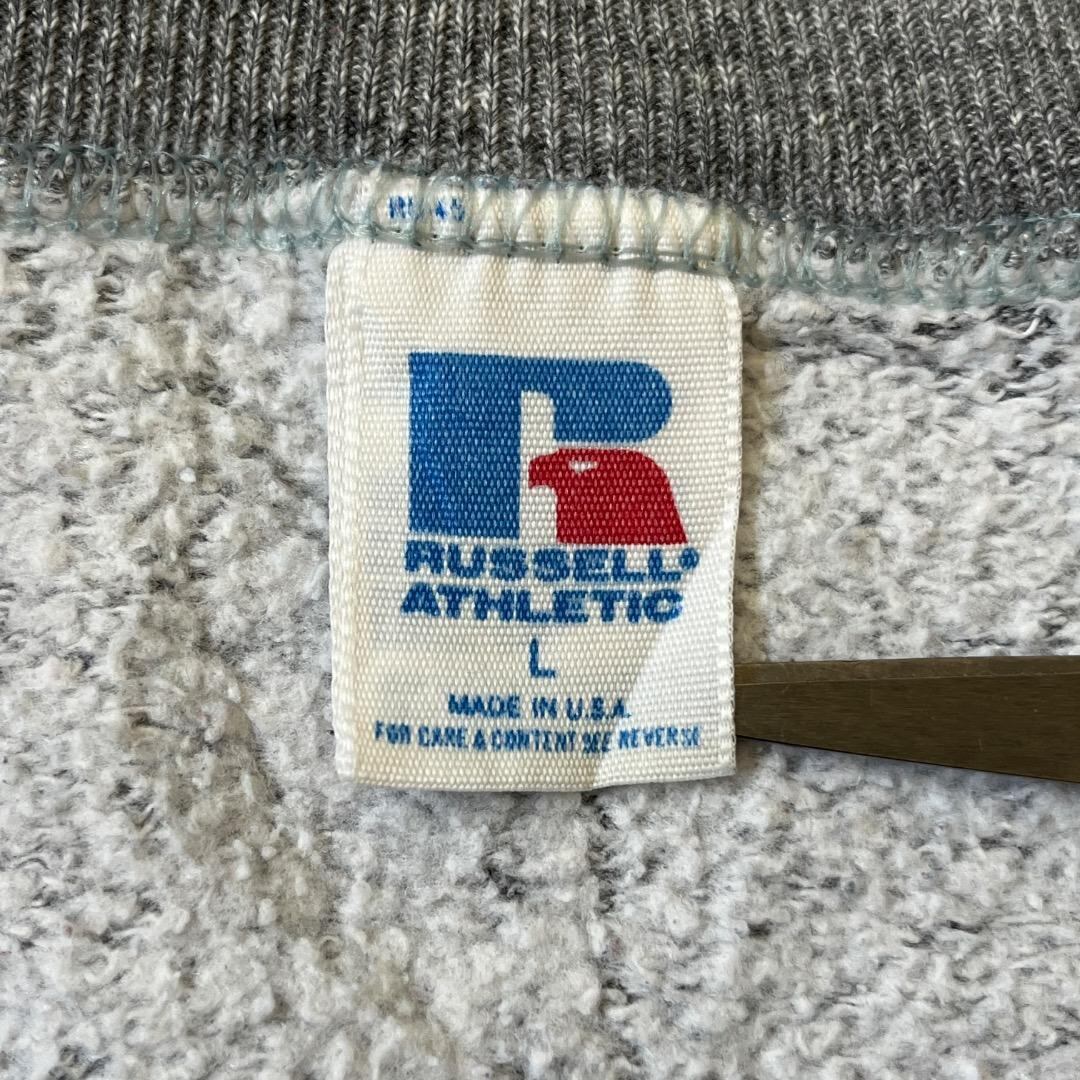 RUSSELL®
ATHLETIC
L
MADE IN U.S.A.
FOR CARE & CONTENT SEE REVERSE